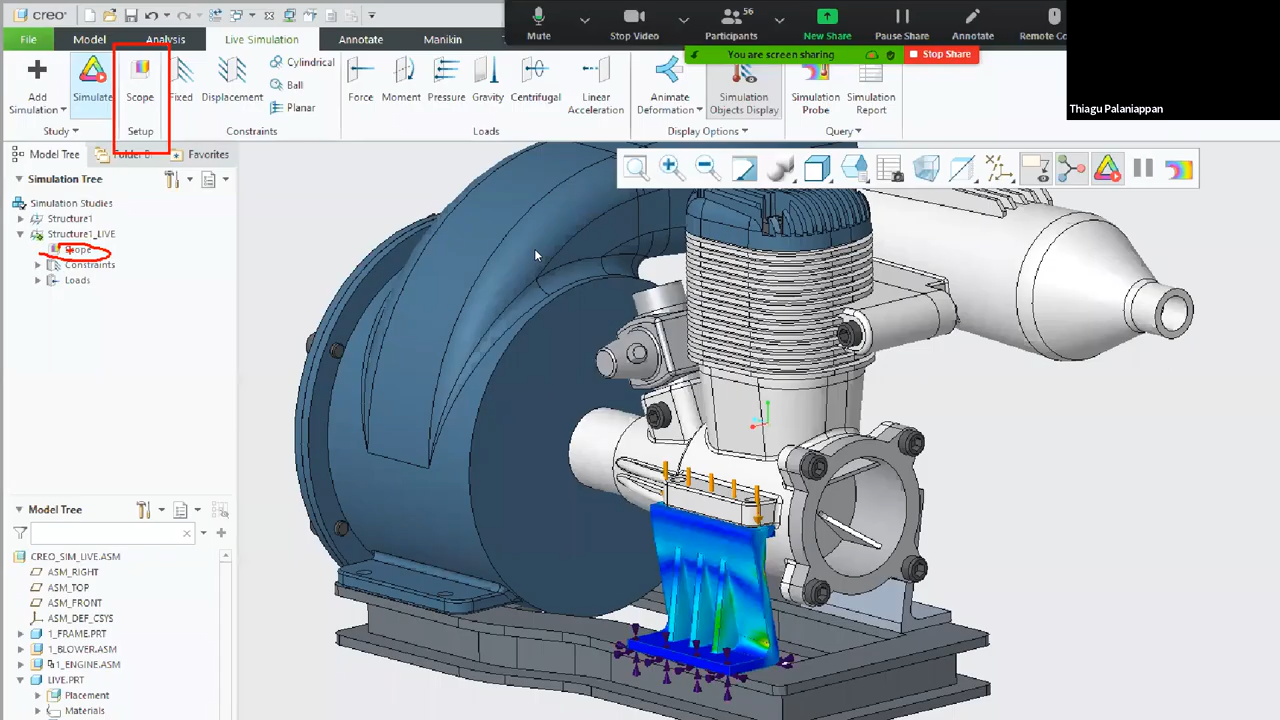 creo
56
Mute
Stop Video
Participants
New Share
Pause Share
Annotate
Remote Co
You are screen sharing
Stop Share
Thiagu Palaniappan
File
Model
Analysis
Live Simulation
Annotate
Manikin
Add
Simulation
Simulate
Scope
Fixed
Displacement
Cylindrical
Ball
Planar
Force
Moment
Pressure
Gravity
Centrifugal
Linear
Acceleration
Animate
Deformation
Simulation
Objects Display
Simulation
Probe
Simulation
Report
Study
Setup
Constraints
Loads
Display Options
Query
Model Tree
Favorites
Simulation Tree
Simulation Studies
Structure1
Structure1_LIVE
Scope
Constraints
Loads
Model Tree
CREO_SIM_LIVE.ASM
ASM_RIGHT
ASM_TOP
ASM_FRONT
ASM_DEF_CSYS
1_FRAME.PRT
1_BLOWER.ASM
1_ENGINE.ASM
LIVE.PRT
Placement
Materials